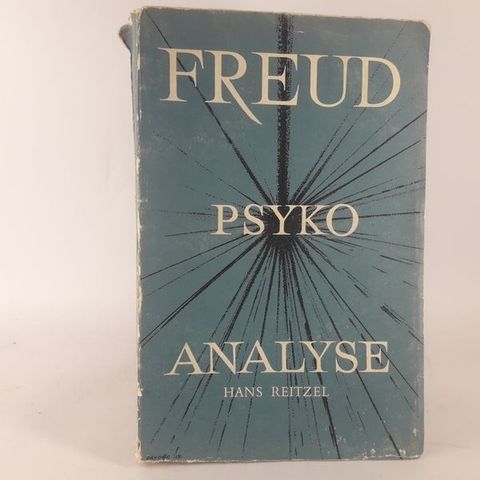 FREUD
PSYKO
ANALYSE
HANS REITZEL